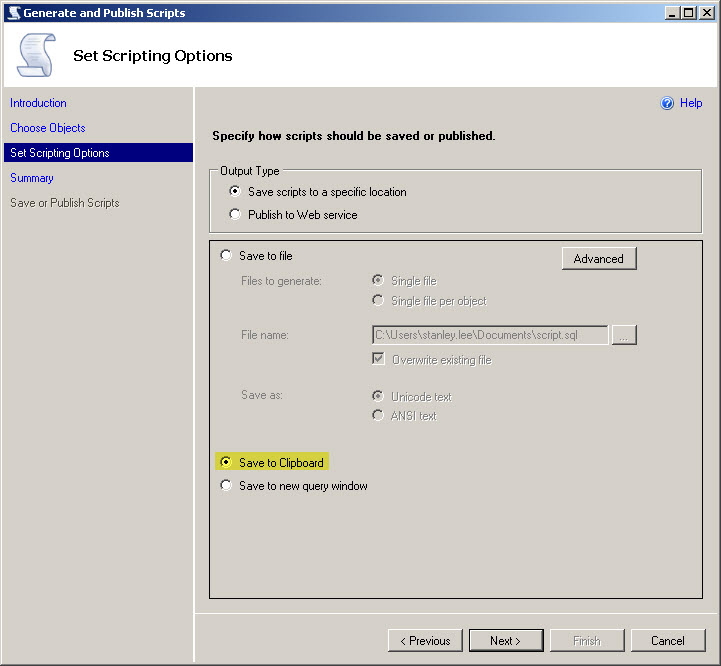 Generate and Publish Scripts
Set Scripting Options
Introduction
Choose Objects
Set Scripting Options
Summary
Save or Publish Scripts
Help
Specify how scripts should be saved or published.
Output Type
Save scripts to a specific location
Publish to Web service
Save to file
Advanced
Files to generate:
Single file
Single file per object
File name:
C:\Users\stanley.lee\Documents\script.sql
...
Overwrite existing file
Save as:
Unicode text
ANSI text
Save to Clipboard
Save to new query window
< Previous
Next >
Finish
Cancel